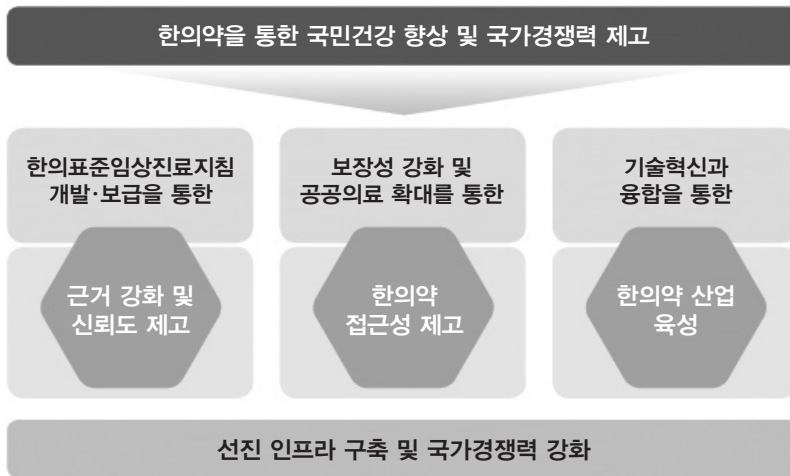 한의약을 통한 국민건강 향상 및 국가경쟁력 제고
한의표준임상진료지침
개발·보급을 통한
근거 강화 및
신뢰도 제고
보장성 강화 및
공공의료 확대를 통한
한의약
접근성 제고
기술혁신과
융합을 통한
한의약 산업
육성
선진 인프라 구축 및 국가경쟁력 강화